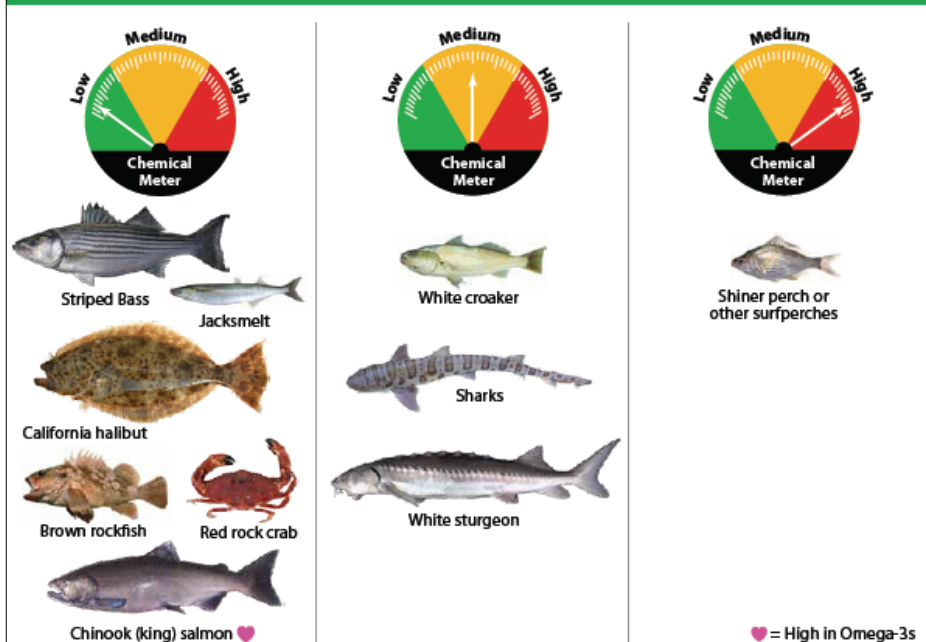 Low
Medium
High
Chemical
Meter
Striped Bass
Jacksmelt
California halibut
Brown rockfish
Red rock crab
Chinook (king) salmon
Low
Medium
High
Chemical
Meter
White croaker
Sharks
White sturgeon
Low
Medium
High
Chemical
Meter
Shiner perch or
other surfperches
= High in Omega-3s